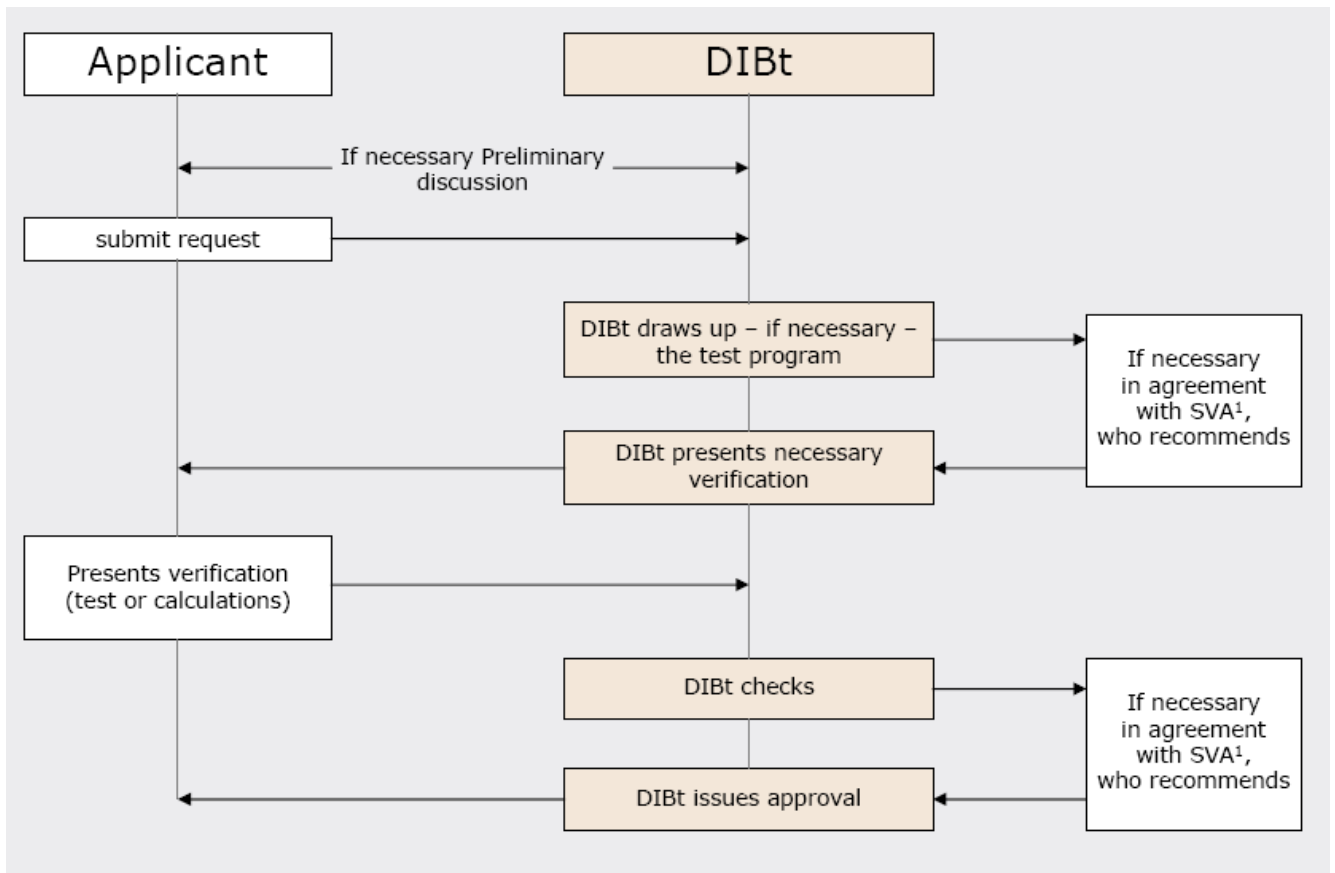 Applicant
DIBt
If necessary Preliminary
discussion
submit request
DIBt draws up – if necessary –
the test program
If necessary
in agreement
with SVA¹,
who recommends
DIBt presents necessary
verification
Presents verification
(test or calculations)
DIBt checks
If necessary
in agreement
with SVA¹,
who recommends
DIBt issues approval